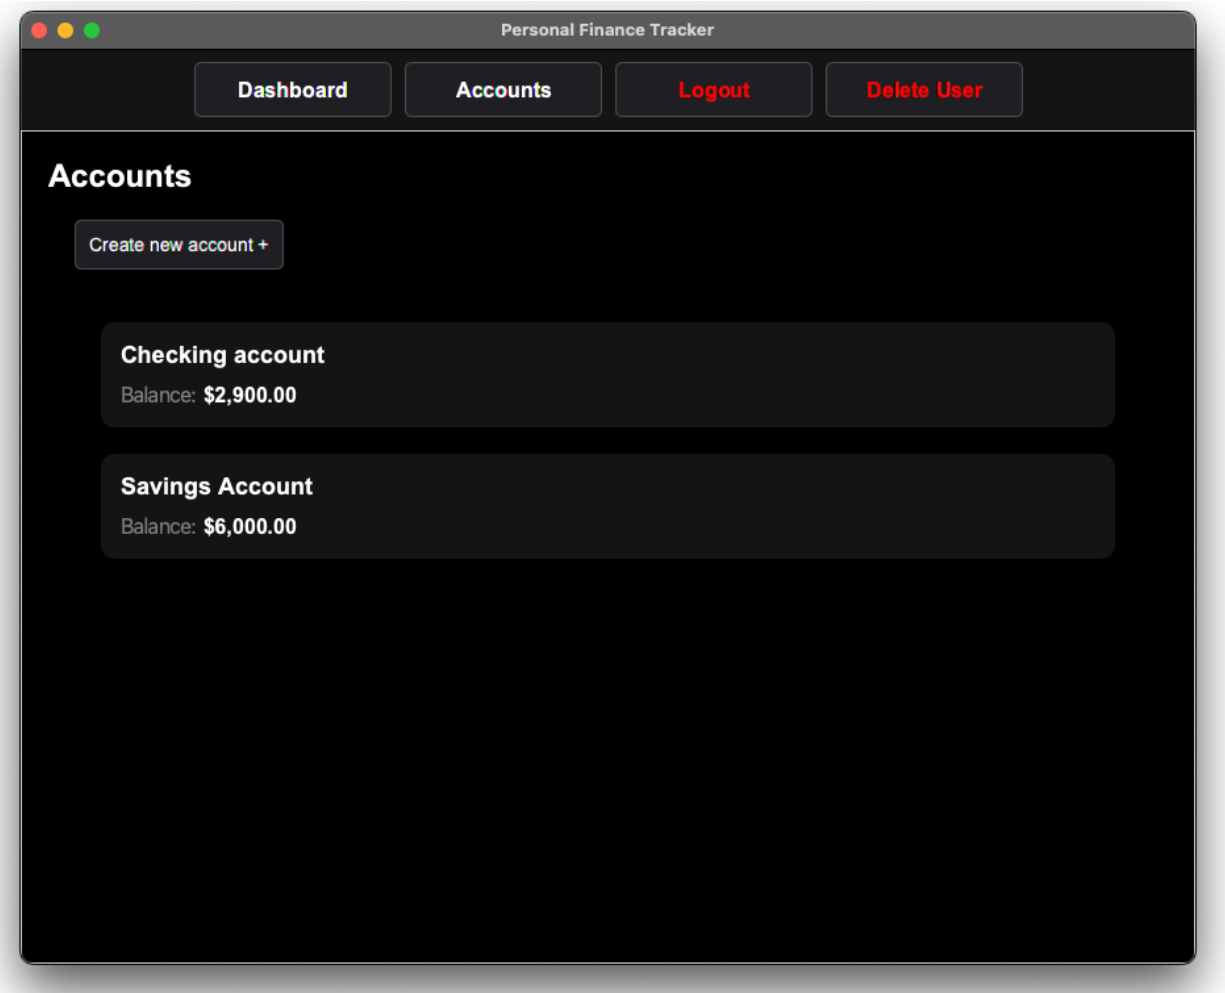 Personal Finance Tracker
Dashboard Accounts Logout Delete User
Accounts
Create new account +
Checking account
Balance: $2,900.00
Savings Account
Balance: $6,000.00